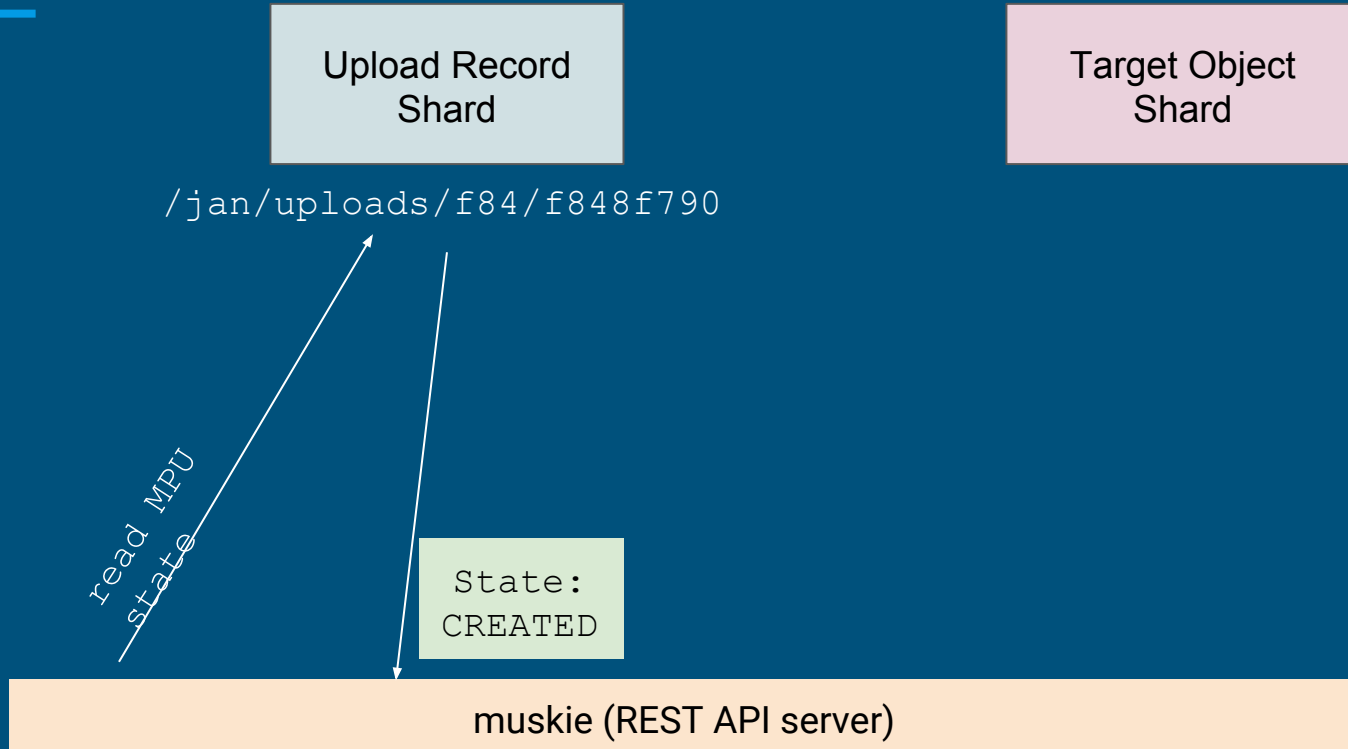 Upload Record
Shard
Target Object
Shard
/jan/uploads/f84/f848f790
read MPU
state
State:
CREATED
muskie (REST API server)